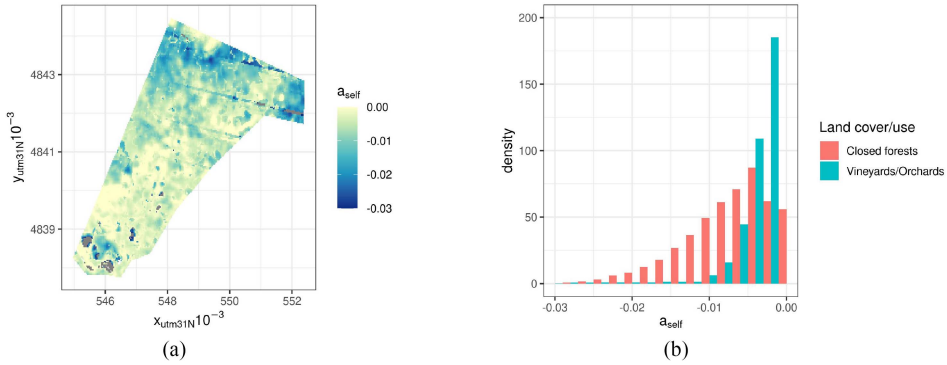 4843
4841
4839
y_utm31N 10^-3
546
548
550
552
x_utm31N 10^-3
a_self
0.00
-0.01
-0.02
-0.03
(a)
200
150
100
50
0
density
-0.03
-0.02
-0.01
0.00
a_self
Land cover/use
Closed forests
Vineyards/Orchards
(b)